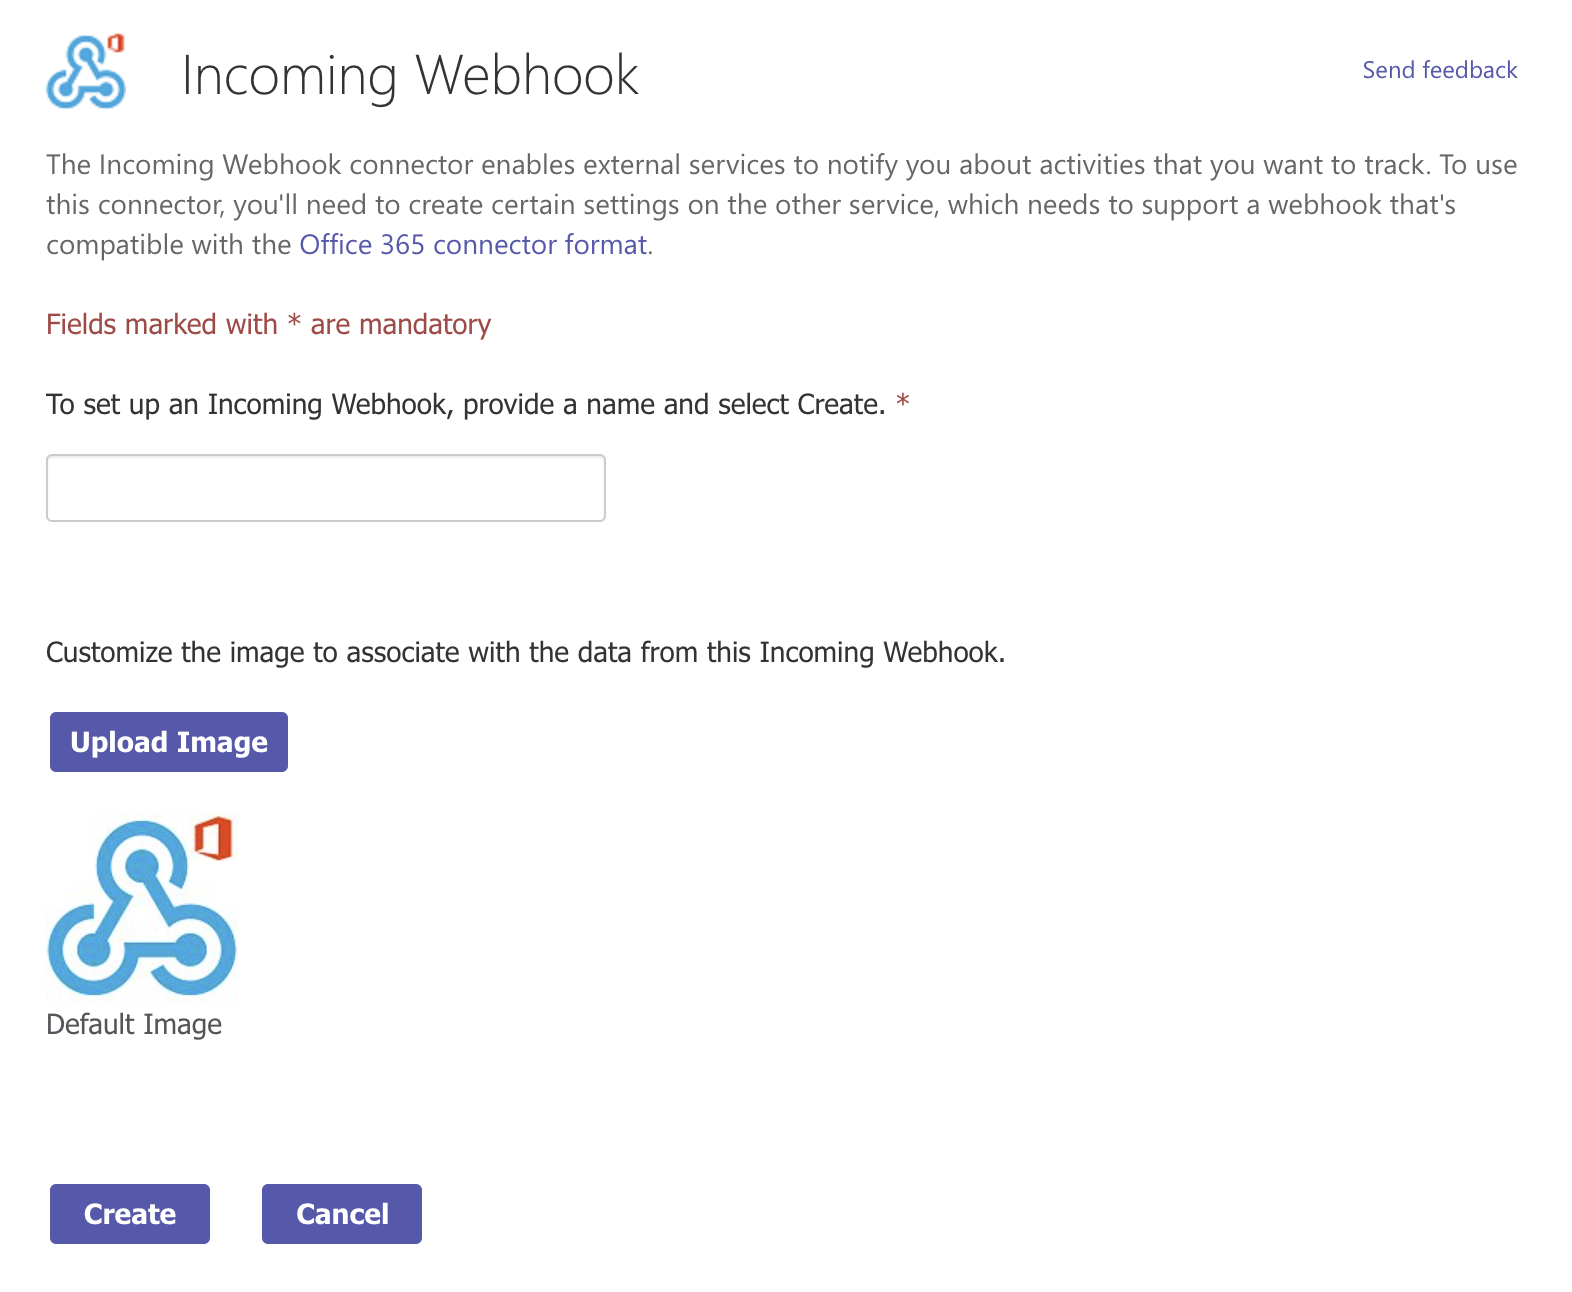 Incoming Webhook
Send feedback
The Incoming Webhook connector enables external services to notify you about activities that you want to track. To use
this connector, you'll need to create certain settings on the other service, which needs to support a webhook that's
compatible with the Office 365 connector format.
Fields marked with * are mandatory
To set up an Incoming Webhook, provide a name and select Create. *
Customize the image to associate with the data from this Incoming Webhook.
Upload Image
Default Image
Create
Cancel